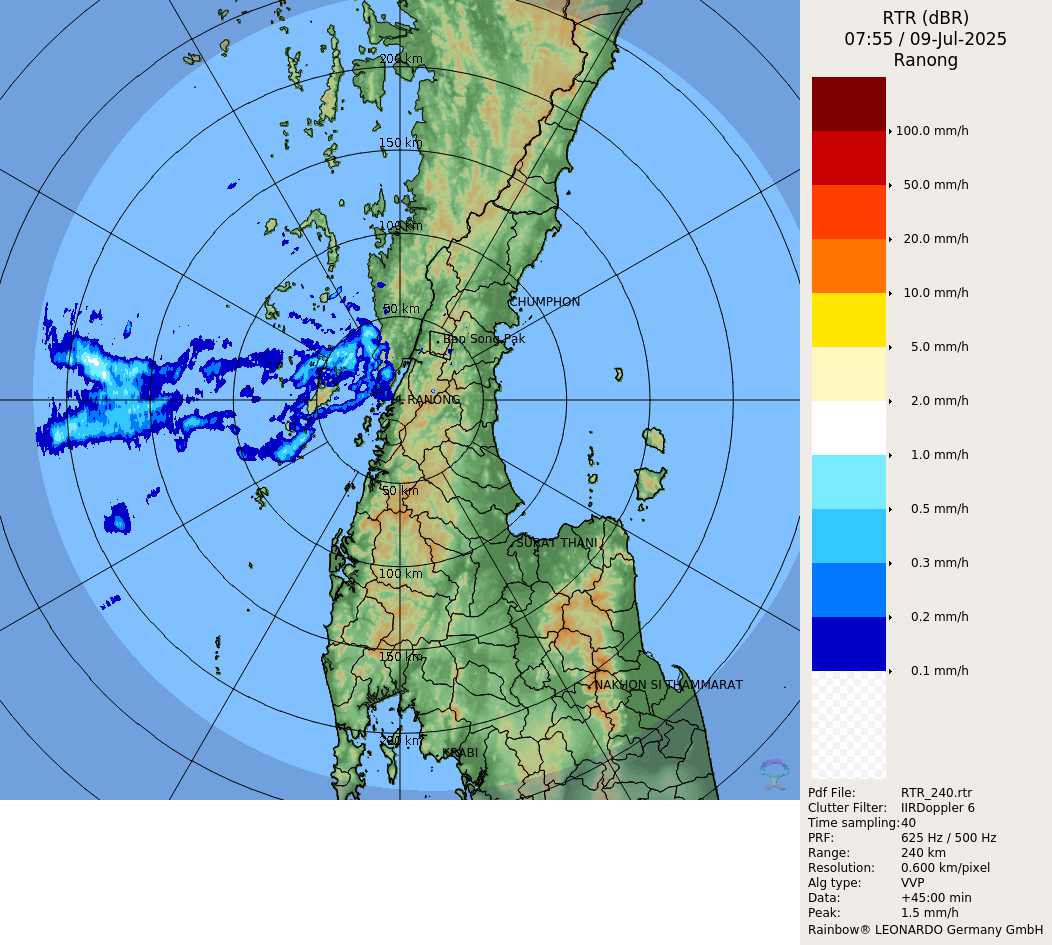 RTR (dBR)
07:55 / 09-Jul-2025
Ranong
100.0 mm/h
50.0 mm/h
20.0 mm/h
10.0 mm/h
5.0 mm/h
2.0 mm/h
1.0 mm/h
0.5 mm/h
0.3 mm/h
0.2 mm/h
0.1 mm/h
200 km
150 km
100 km
50 km
CHUMPHON
Ban Song Pak
RANONG
50 km
SURAT THANI
100 km
150 km
NAKHON SI THAMMARAT
200 km
KRABI
Pdf File: RTR_240.rtr
Clutter Filter: IIRDoppler 6
Time sampling:40
PRF: 625 Hz / 500 Hz
Range: 240 km
Resolution: 0.600 km/pixel
Alg type: VVP
Data: +45:00 min
Peak: 1.5 mm/h
Rainbow® LEONARDO Germany GmbH